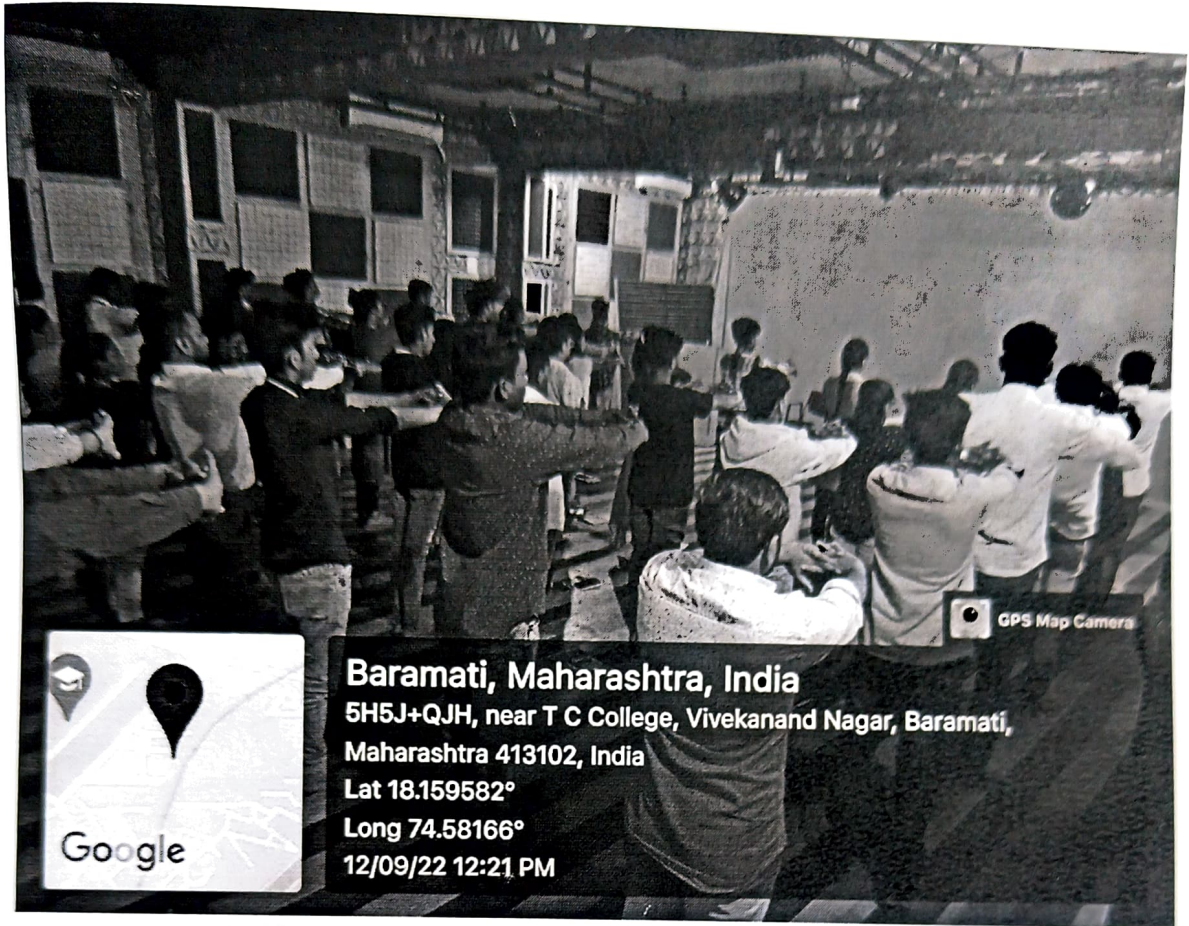 GPS Map Camera
Baramati, Maharashtra, India
5H5J+QJH, near T C College, Vivekanand Nagar, Baramati,
Maharashtra 413102, India
Lat 18.159582°
Long 74.58166°
12/09/22 12:21 PM
Google